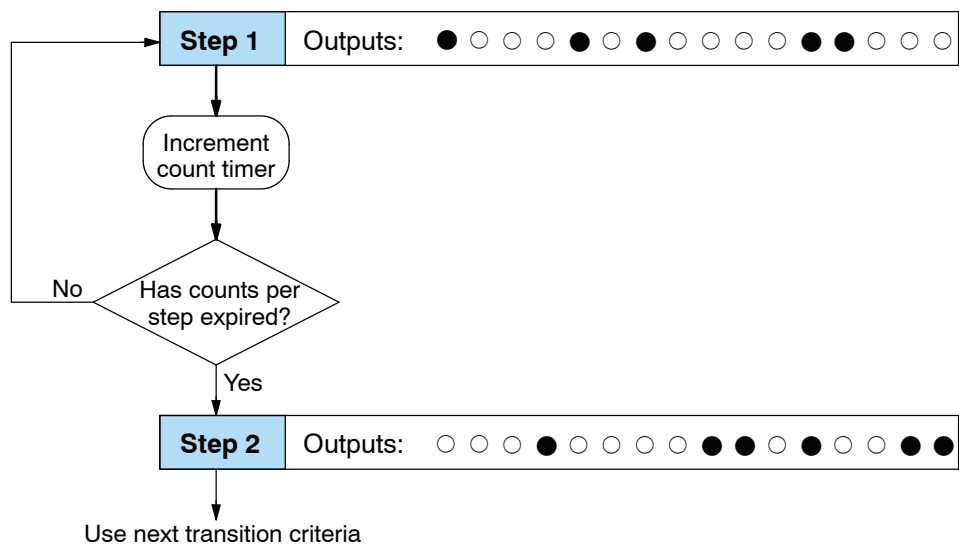 Step 1 Outputs:
Increment
count timer
No
Has counts per
step expired?
Yes
Step 2 Outputs:
Use next transition criteria